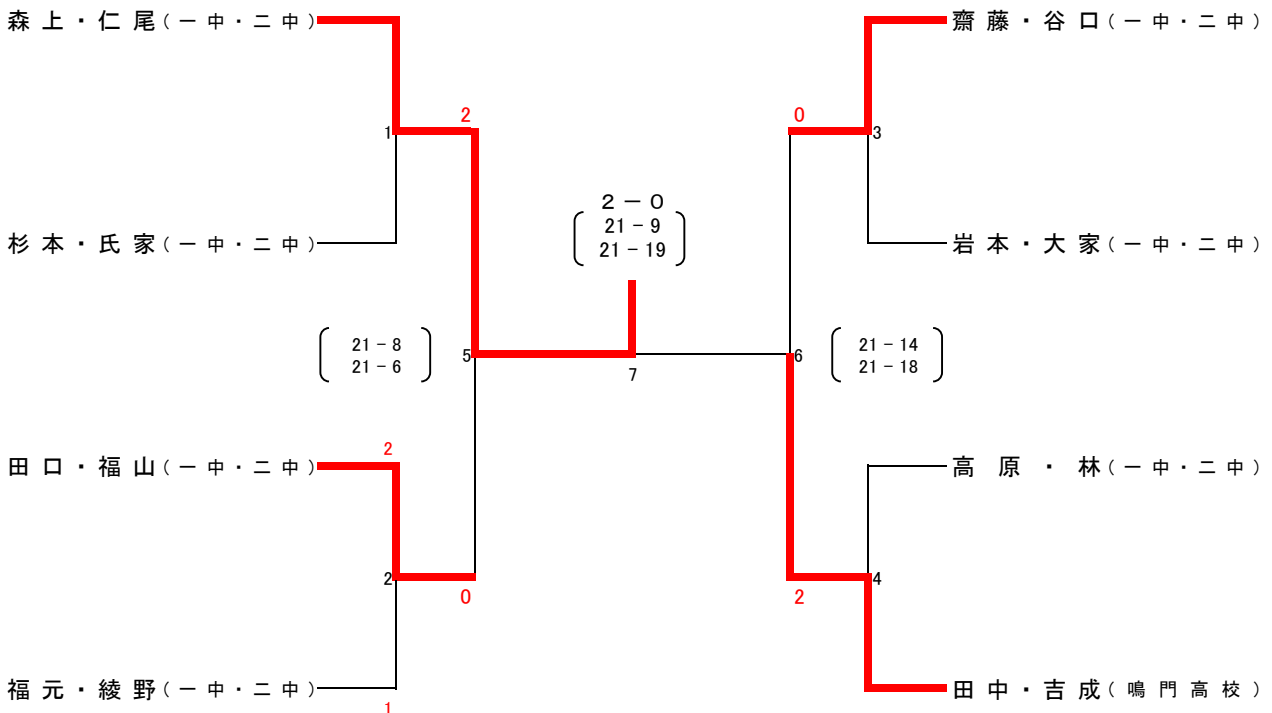 森上・仁尾(一中・二中)
齋藤・谷口(一中・二中)
2
0
1
3
2 - 0
21 - 9
21 - 19
杉本・氏家(一中・二中)
岩本・大家(一中・二中)
21 - 8
21 - 6
5
6
21 - 14
21 - 18
7
2
田口・福山(一中・二中)
高原・林(一中・二中)
2
4
0
2
福元・綾野(一中・二中)
田中・吉成(鳴門高校)
1